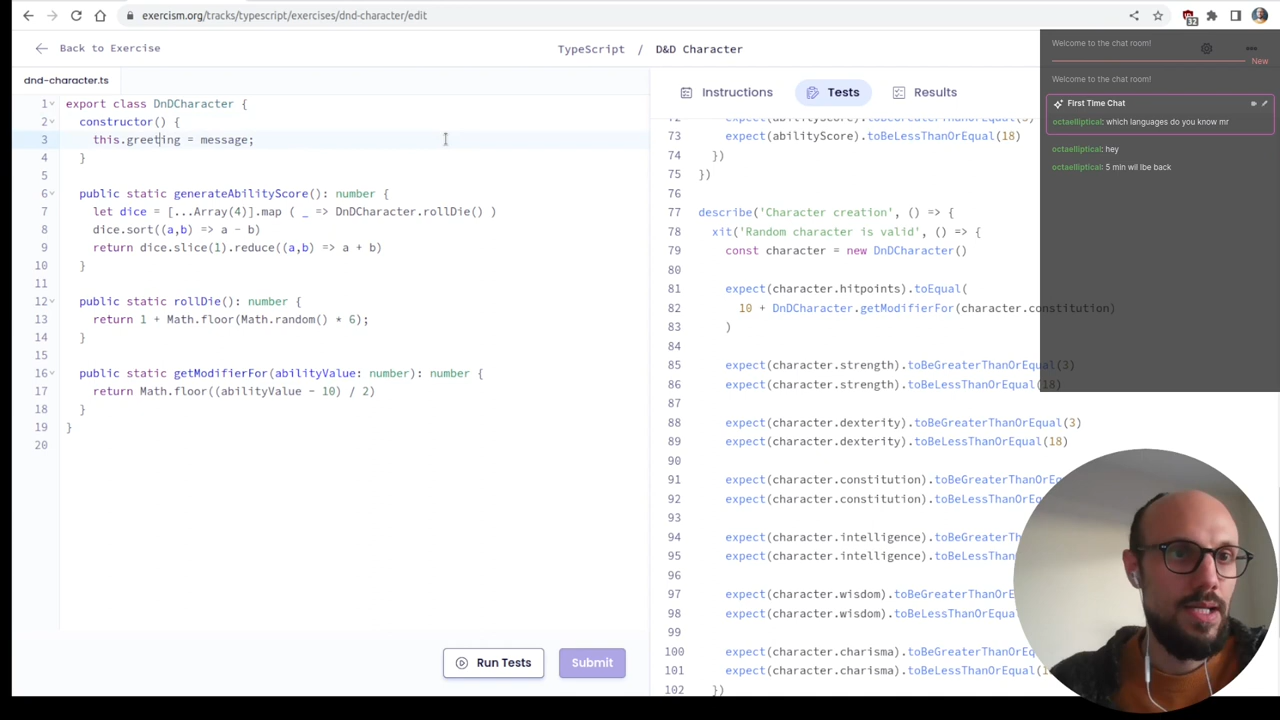 exercism.org/tracks/typescript/exercises/dnd-character/edit
32
Back to Exercise
TypeScript / D&D Character
dnd-character.ts
1 export class DnDCharacter {
2 constructor() {
3 this.greeting = message;
4 }
5
6 public static generateAbilityScore(): number {
7 let dice = [...Array(4)].map ( _ => DnDCharacter.rollDie() )
8 dice.sort((a,b) => a - b)
9 return dice.slice(1).reduce((a,b) => a + b)
10 }
11
12 public static rollDie(): number {
13 return 1 + Math.floor(Math.random() * 6);
14 }
15
16 public static getModifierFor(abilityValue: number): number {
17 return Math.floor((abilityValue - 10) / 2)
18 }
19 }
20
Run Tests
Submit
Instructions
Tests
Results
73 expect(abilityScore).toBeLessThanOrEqual(18)
74 })
75 })
76
77 describe('Character creation', () => {
78 xit('Random character is valid', () => {
79 const character = new DnDCharacter()
80
81 expect(character.hitpoints).toEqual(
82 10 + DnDCharacter.getModifierFor(character.constitution)
83 )
84
85 expect(character.strength).toBeGreaterThanOrEqual(3)
86 expect(character.strength).toBeLessThanOrEqual(18)
87
88 expect(character.dexterity).toBeGreaterThanOrEqual(3)
89 expect(character.dexterity).toBeLessThanOrEqual(18)
90
91 expect(character.constitution).toBeGreaterThanOrE
92 expect(character.constitution).toBeLessThanOrEq
93
94 expect(character.intelligence).toBeGreaterTh
95 expect(character.intelligence).toBeLessThan
96
97 expect(character.wisdom).toBeGreaterThanOrE
98 expect(character.wisdom).toBeLessThanOrEqua
99
100 expect(character.charisma).toBeGreaterThanOrE
101 expect(character.charisma).toBeLessThanOrEqual(1
102 })
Welcome to the chat room!
New
Welcome to the chat room!
First Time Chat
octaelliptical: which languages do you know mr
octaelliptical: hey
octaelliptical: 5 min wil lbe back